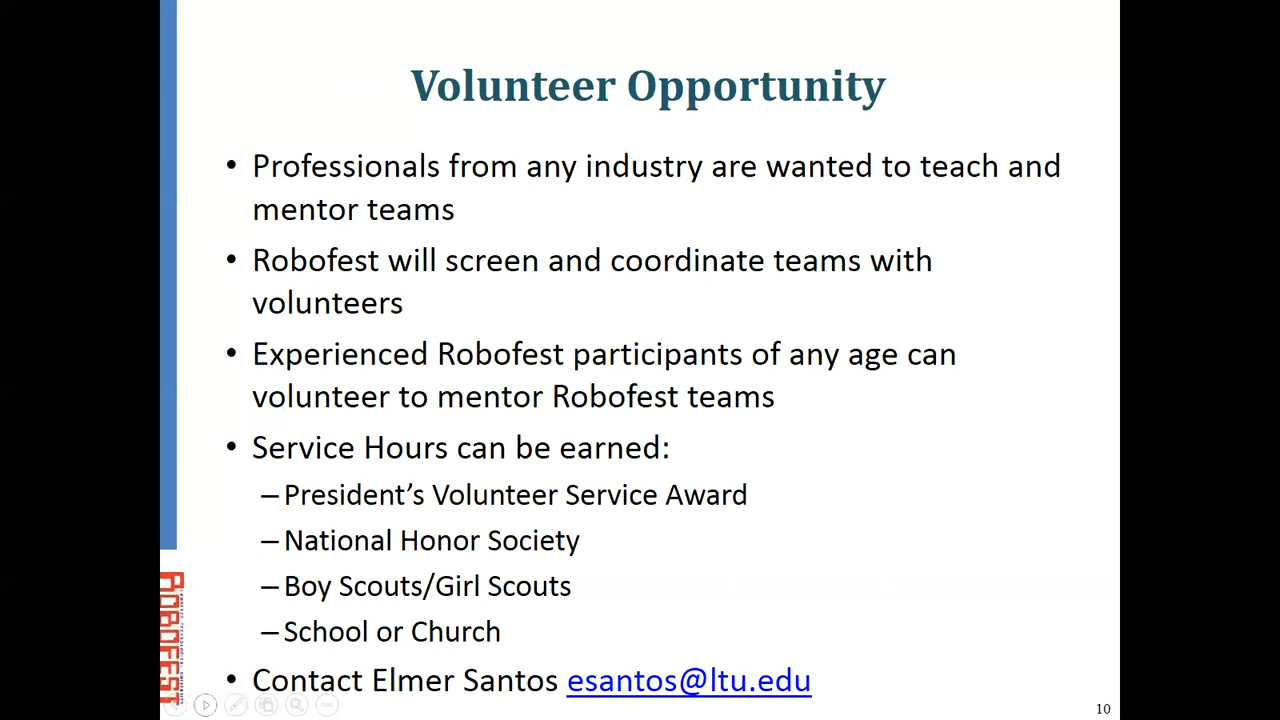 Volunteer Opportunity
• Professionals from any industry are wanted to teach and
mentor teams
• Robofest will screen and coordinate teams with
volunteers
• Experienced Robofest participants of any age can
volunteer to mentor Robofest teams
• Service Hours can be earned:
– President’s Volunteer Service Award
– National Honor Society
– Boy Scouts/Girl Scouts
– School or Church
• Contact Elmer Santos esantos@ltu.edu
ROBOFEST
10